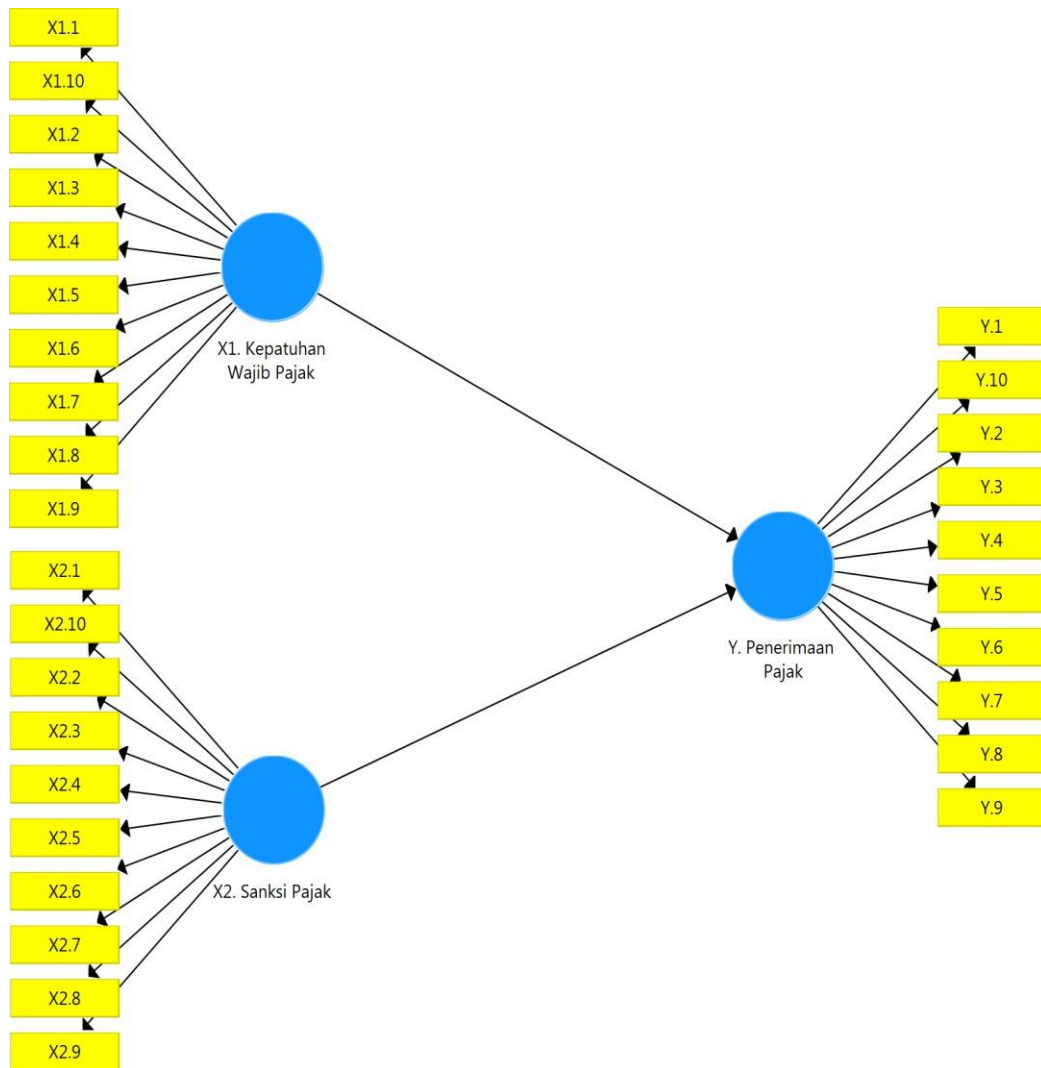 X1.1
X1.10
X1.2
X1.3
X1.4
X1.5
X1.6
X1.7
X1.8
X1.9
X1. Kepatuhan
Wajib Pajak
X2.1
X2.10
X2.2
X2.3
X2.4
X2.5
X2.6
X2.7
X2.8
X2.9
X2. Sanksi Pajak
Y. Penerimaan
Pajak
Y.1
Y.10
Y.2
Y.3
Y.4
Y.5
Y.6
Y.7
Y.8
Y.9